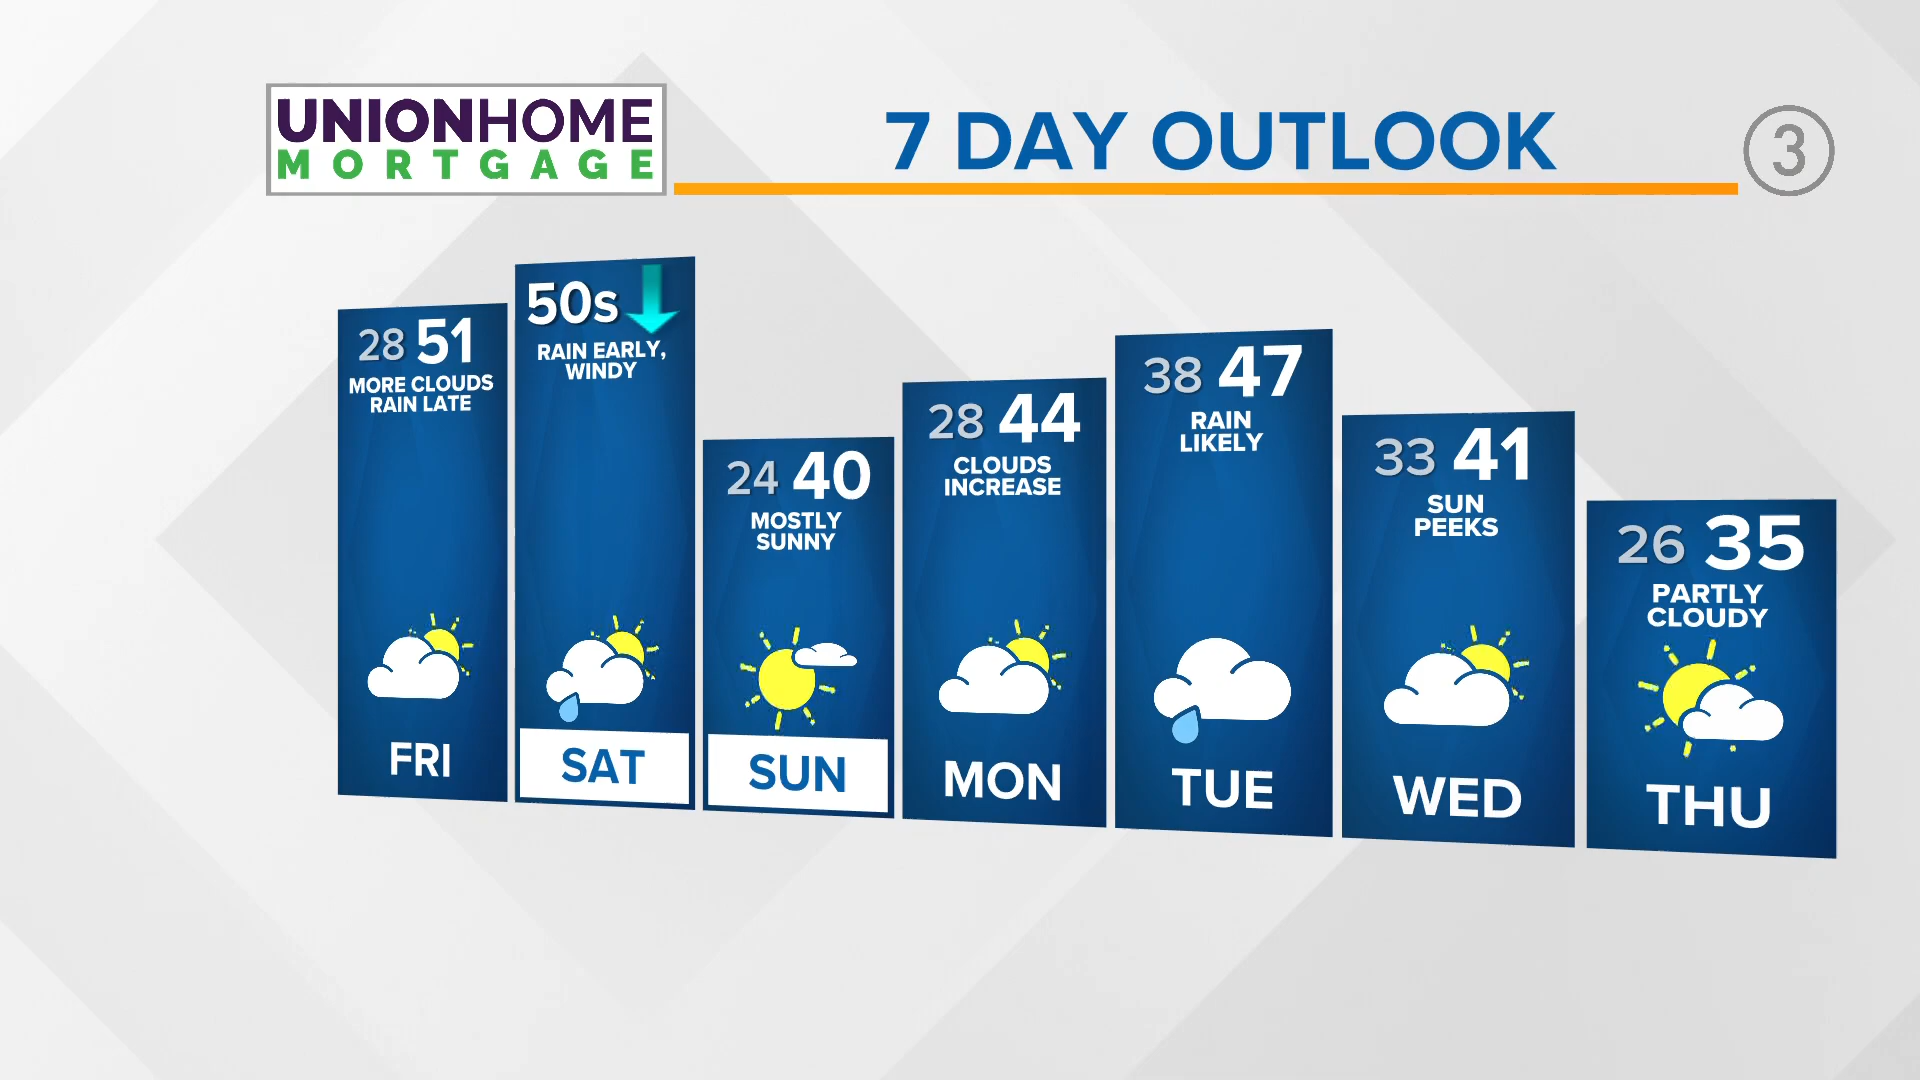 UNIONHOME
MORTGAGE
7 DAY OUTLOOK
3
28 51
MORE CLOUDS
RAIN LATE
FRI
50s
RAIN EARLY,
WINDY
SAT
24 40
MOSTLY
SUNNY
SUN
28 44
CLOUDS
INCREASE
MON
38 47
RAIN
LIKELY
TUE
33 41
SUN
PEEKS
WED
26 35
PARTLY
CLOUDY
THU